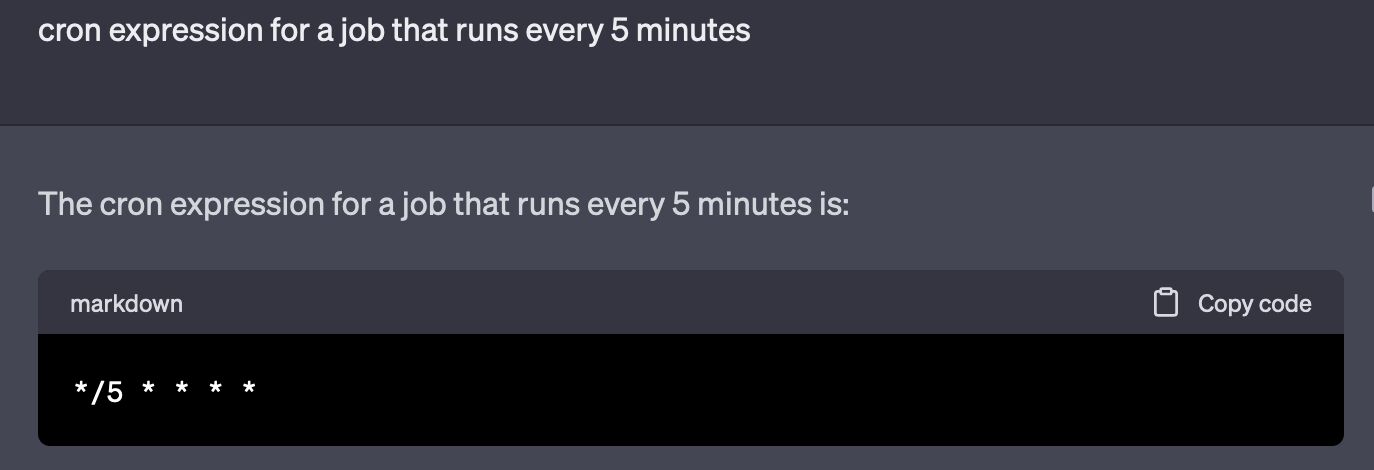 cron expression for a job that runs every 5 minutes
The cron expression for a job that runs every 5 minutes is:
markdown Copy code
*/5 * * * *